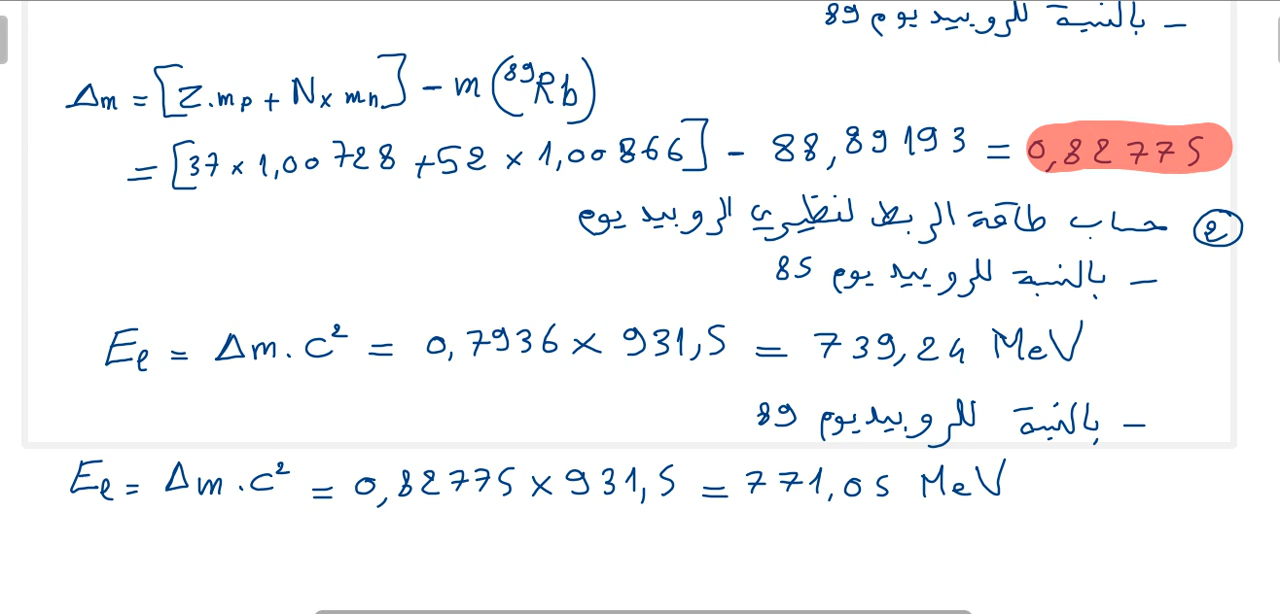 – بالنسبة للروبيديوم 89
Δm = [Z.mp + N x mn] – m(⁸⁹Rb)
= [37 x 1,00728 + 52 x 1,00866] – 88,89193 = 0,82775
② حساب طاقة الربط لنظيري الروبيديوم
– بالنسبة للروبيديوم 85
Eℓ = Δm.c² = 0,7936 x 931,5 = 739,24 MeV
– بالنسبة للروبيديوم 89
Eℓ = Δm.c² = 0,82775 x 931,5 = 771,05 MeV